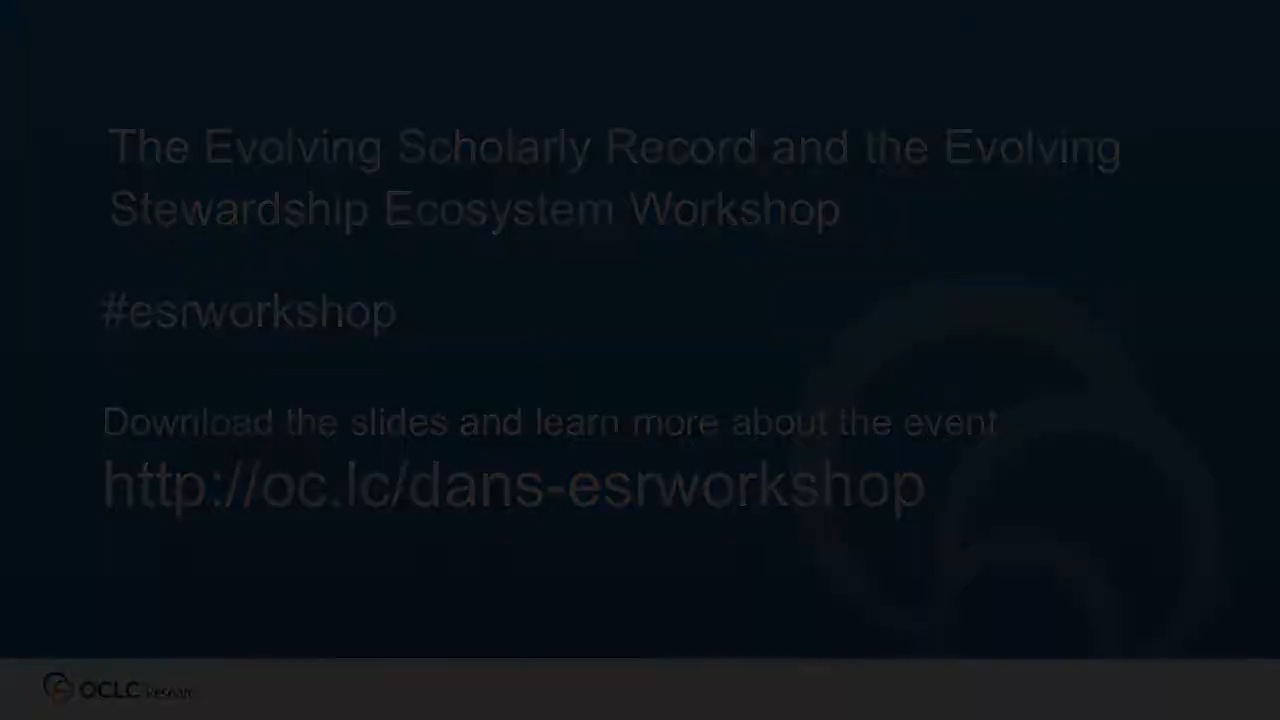 The Evolving Scholarly Record and the Evolving
Stewardship Ecosystem Workshop
#esrworkshop
Download the slides and learn more about the event
http://oc.lc/dans-esrworkshop
OCLC Research